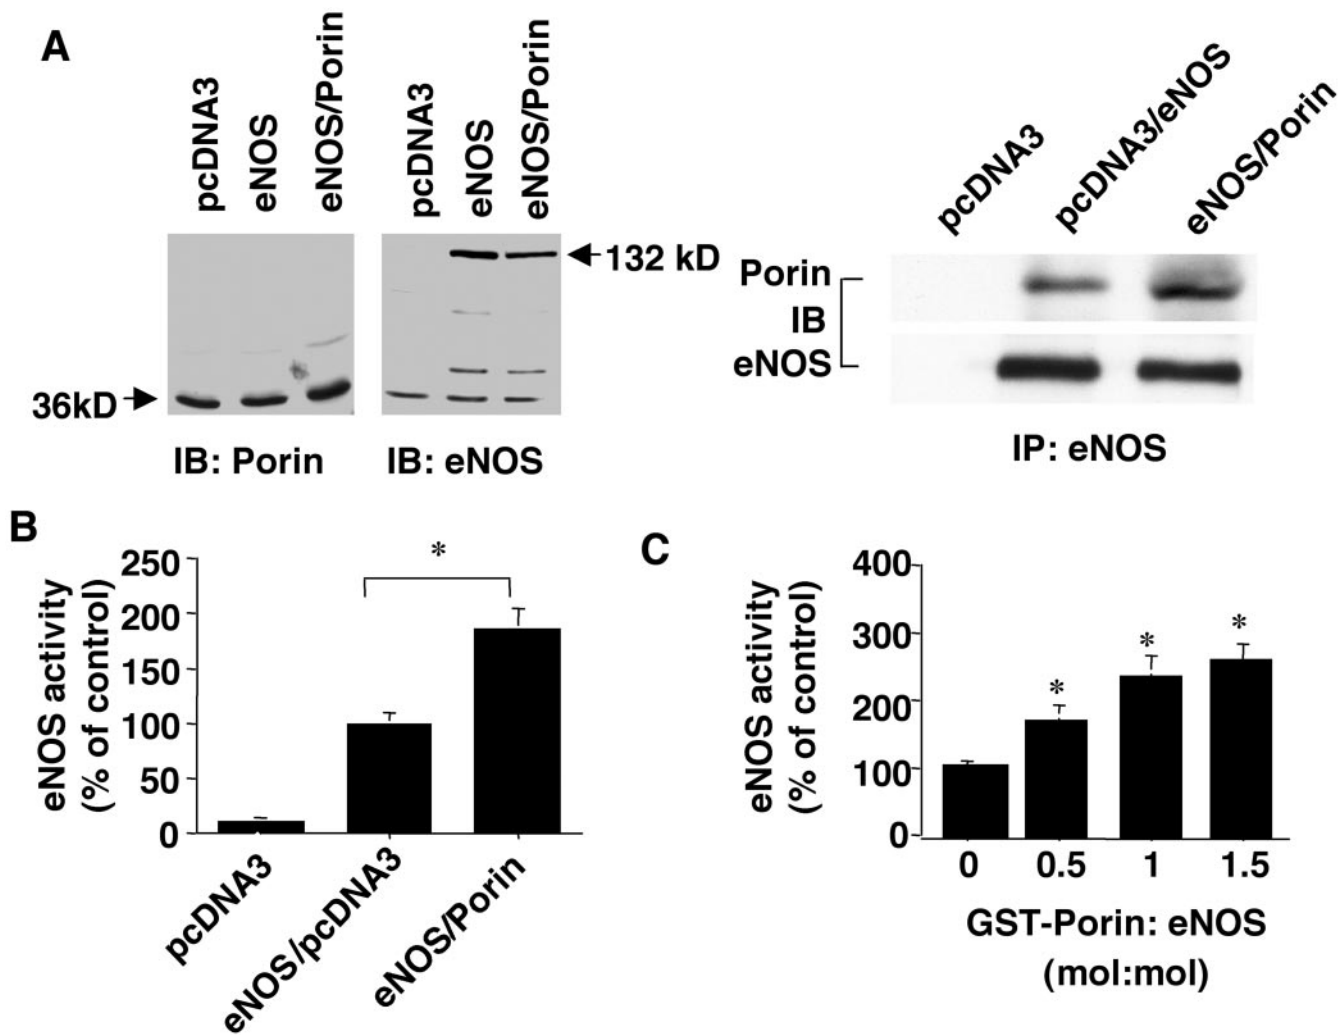 A
pcDNA3
eNOS
eNOS/Porin
pcDNA3
eNOS
eNOS/Porin
132 kD
36kD
IB: Porin
IB: eNOS
pcDNA3
pcDNA3/eNOS
eNOS/Porin
Porin
IB
eNOS
IP: eNOS
B
eNOS activity
(% of control)
250
200
150
100
50
0
*
pcDNA3
eNOS/pcDNA3
eNOS/Porin
C
eNOS activity
(% of control)
400
300
200
100
0
* * *
0 0.5 1 1.5
GST-Porin: eNOS
(mol:mol)